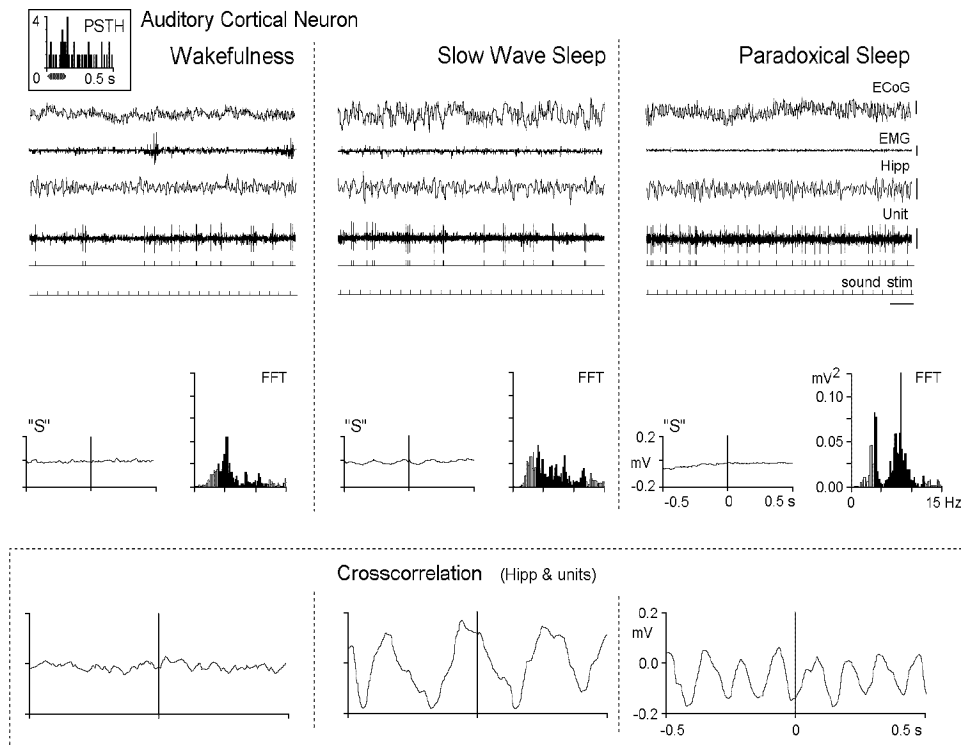 4 PSTH
0 0.5 s
Auditory Cortical Neuron
Wakefulness
Slow Wave Sleep
Paradoxical Sleep
ECoG
EMG
Hipp
Unit
sound stim
"S"
FFT
"S"
FFT
"S"
0.2
mV
-0.2
-0.5 0 0.5 s
mV2
0.10
0.05
0.00
0 15 Hz
FFT
Crosscorrelation (Hipp & units)
0.2
mV
0.0
-0.2
-0.5 0 0.5 s